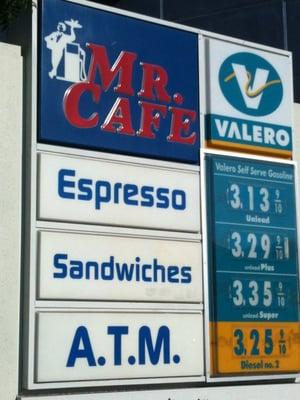 MR.
CAFE
Espresso
Sandwiches
A.T.M.
V
VALERO
Valero Self Serve Gasoline
3.13 9/10
Unlead
3.29 9/10
unlead Plus
3.35 9/10
unlead Super
3.25 9/10
Diesel no. 2